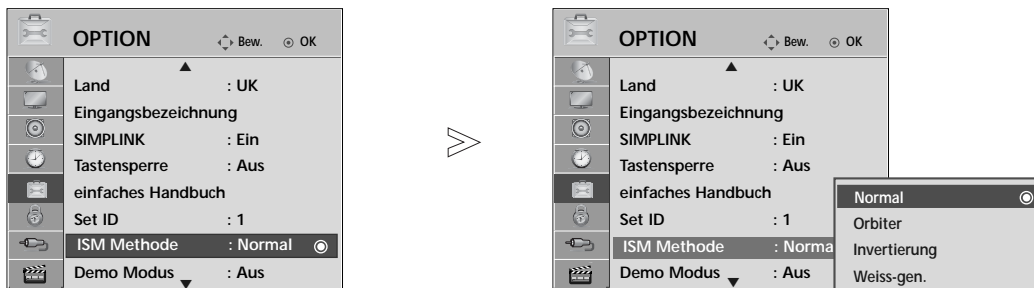 OPTION Bew. OK
Land : UK
Eingangsbezeichnung
SIMPLINK : Ein
Tastensperre : Aus
einfaches Handbuch
Set ID : 1
ISM Methode : Normal
Demo Modus : Aus
OPTION Bew. OK
Land : UK
Eingangsbezeichnung
SIMPLINK : Ein
Tastensperre : Aus
einfaches Handbuch
Set ID : 1
ISM Methode : Norma
Demo Modus : Aus
Normal
Orbiter
Invertierung
Weiss-gen.